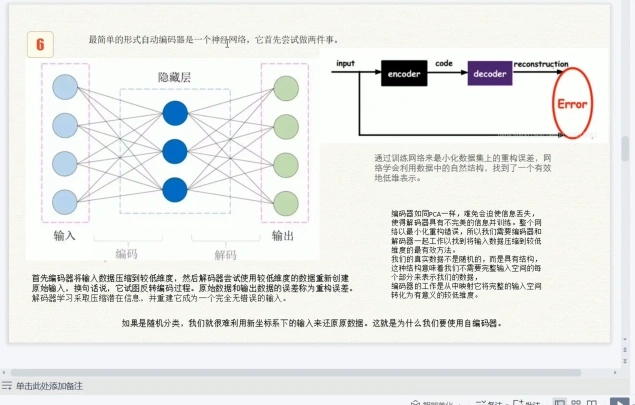 6
最简单的形式自动编码器是一个神经网络，它首先尝试做两件事。
隐藏层
输入
输出
编码
解码
input
encoder
code
decoder
reconstruction
Error
通过训练网络来最小化数据集上的重构误差，网
络学会利用数据中的自然结构，找到了一个有效
地低维表示。
编码器如同PCA一样，难免会迫使信息丢失，
使得解码器具有不完美的信息并训练。整个网
络以最小化重构错误，所以我们需要编码器和
解码器一起工作以找到将输入数据压缩到较低
维度的最有效方法。
我们的真实数据不是随机的，而是具有结构，
这种结构意味着我们不需要完整输入空间的每
个部分来表示我们的数据，
编码器的工作是从中映射它将完整的输入空间
转化为有意义的较低维度。
首先编码器将输入数据压缩到较低维度，然后解码器尝试使用较低维度的数据重新创建
原始输入，换句话说，它试图反转编码过程。原始数据和输出数据的误差称为重构误差。
解码器学习采取压缩潜在信息，并重建它成为一个完全无错误的输入。
如果是随机分类，我们就很难利用新坐标系下的输入来还原原数据。这就是为什么我们要使用自编码器。
单击此处添加备注